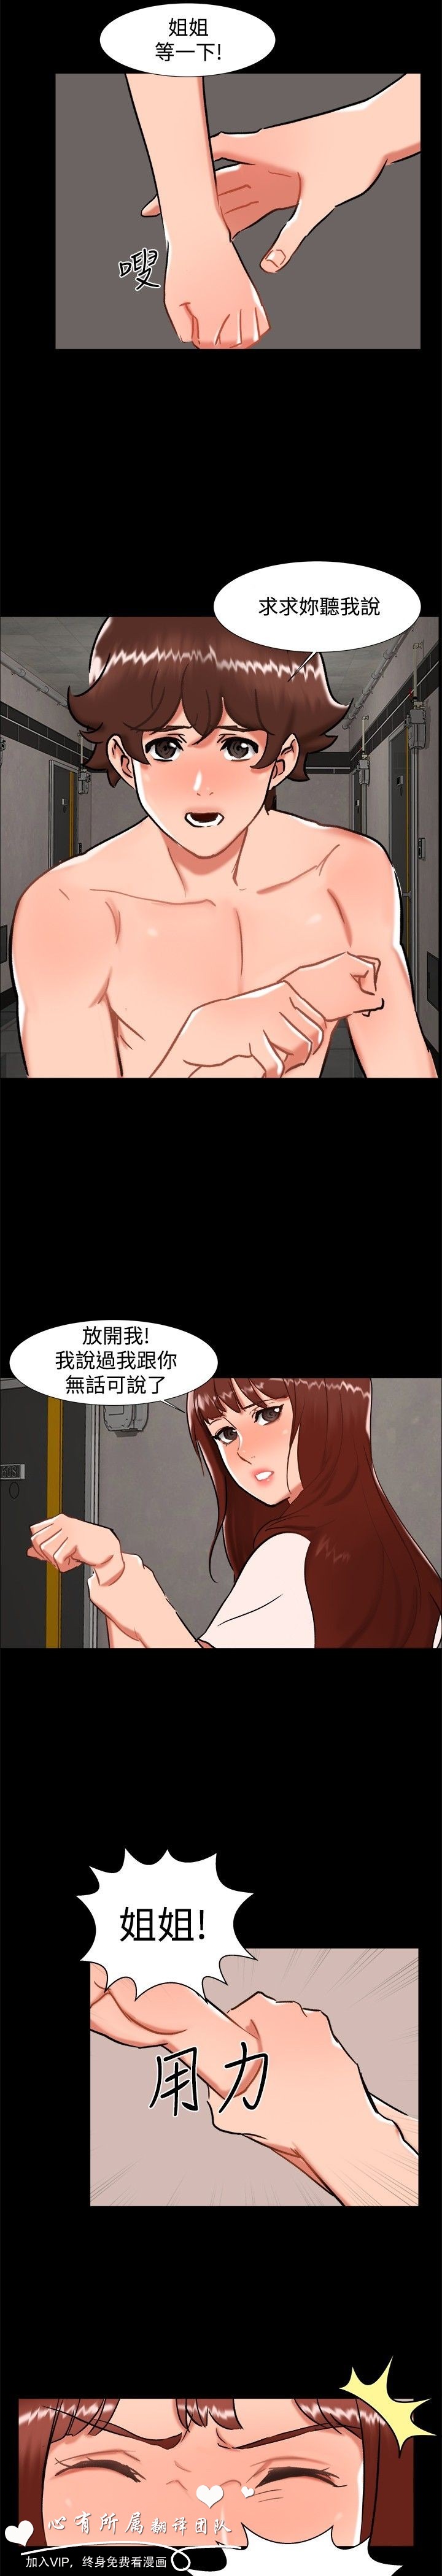 姐姐
等一下!
嗖
求求妳聽我說
放開我!
我說過我跟你
無話可說了
姐姐!
用力
心有所属翻译团队
加入VIP，终身免费看漫画